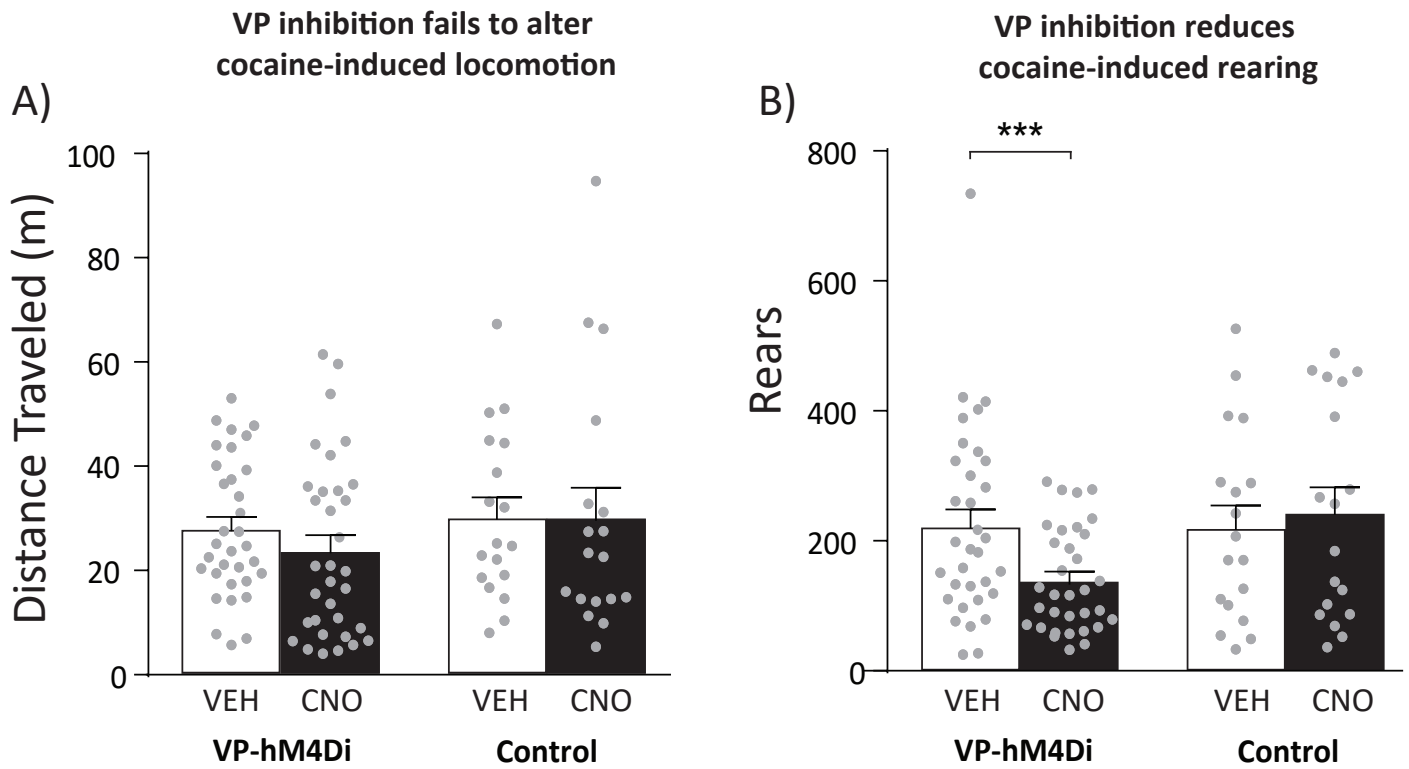 VP inhibition fails to alter
cocaine-induced locomotion
A)
100
80
60
40
20
0
Distance Traveled (m)
VEH CNO VEH CNO
VP-hM4Di Control
VP inhibition reduces
cocaine-induced rearing
B)
***
800
600
400
200
0
Rears
VEH CNO VEH CNO
VP-hM4Di Control